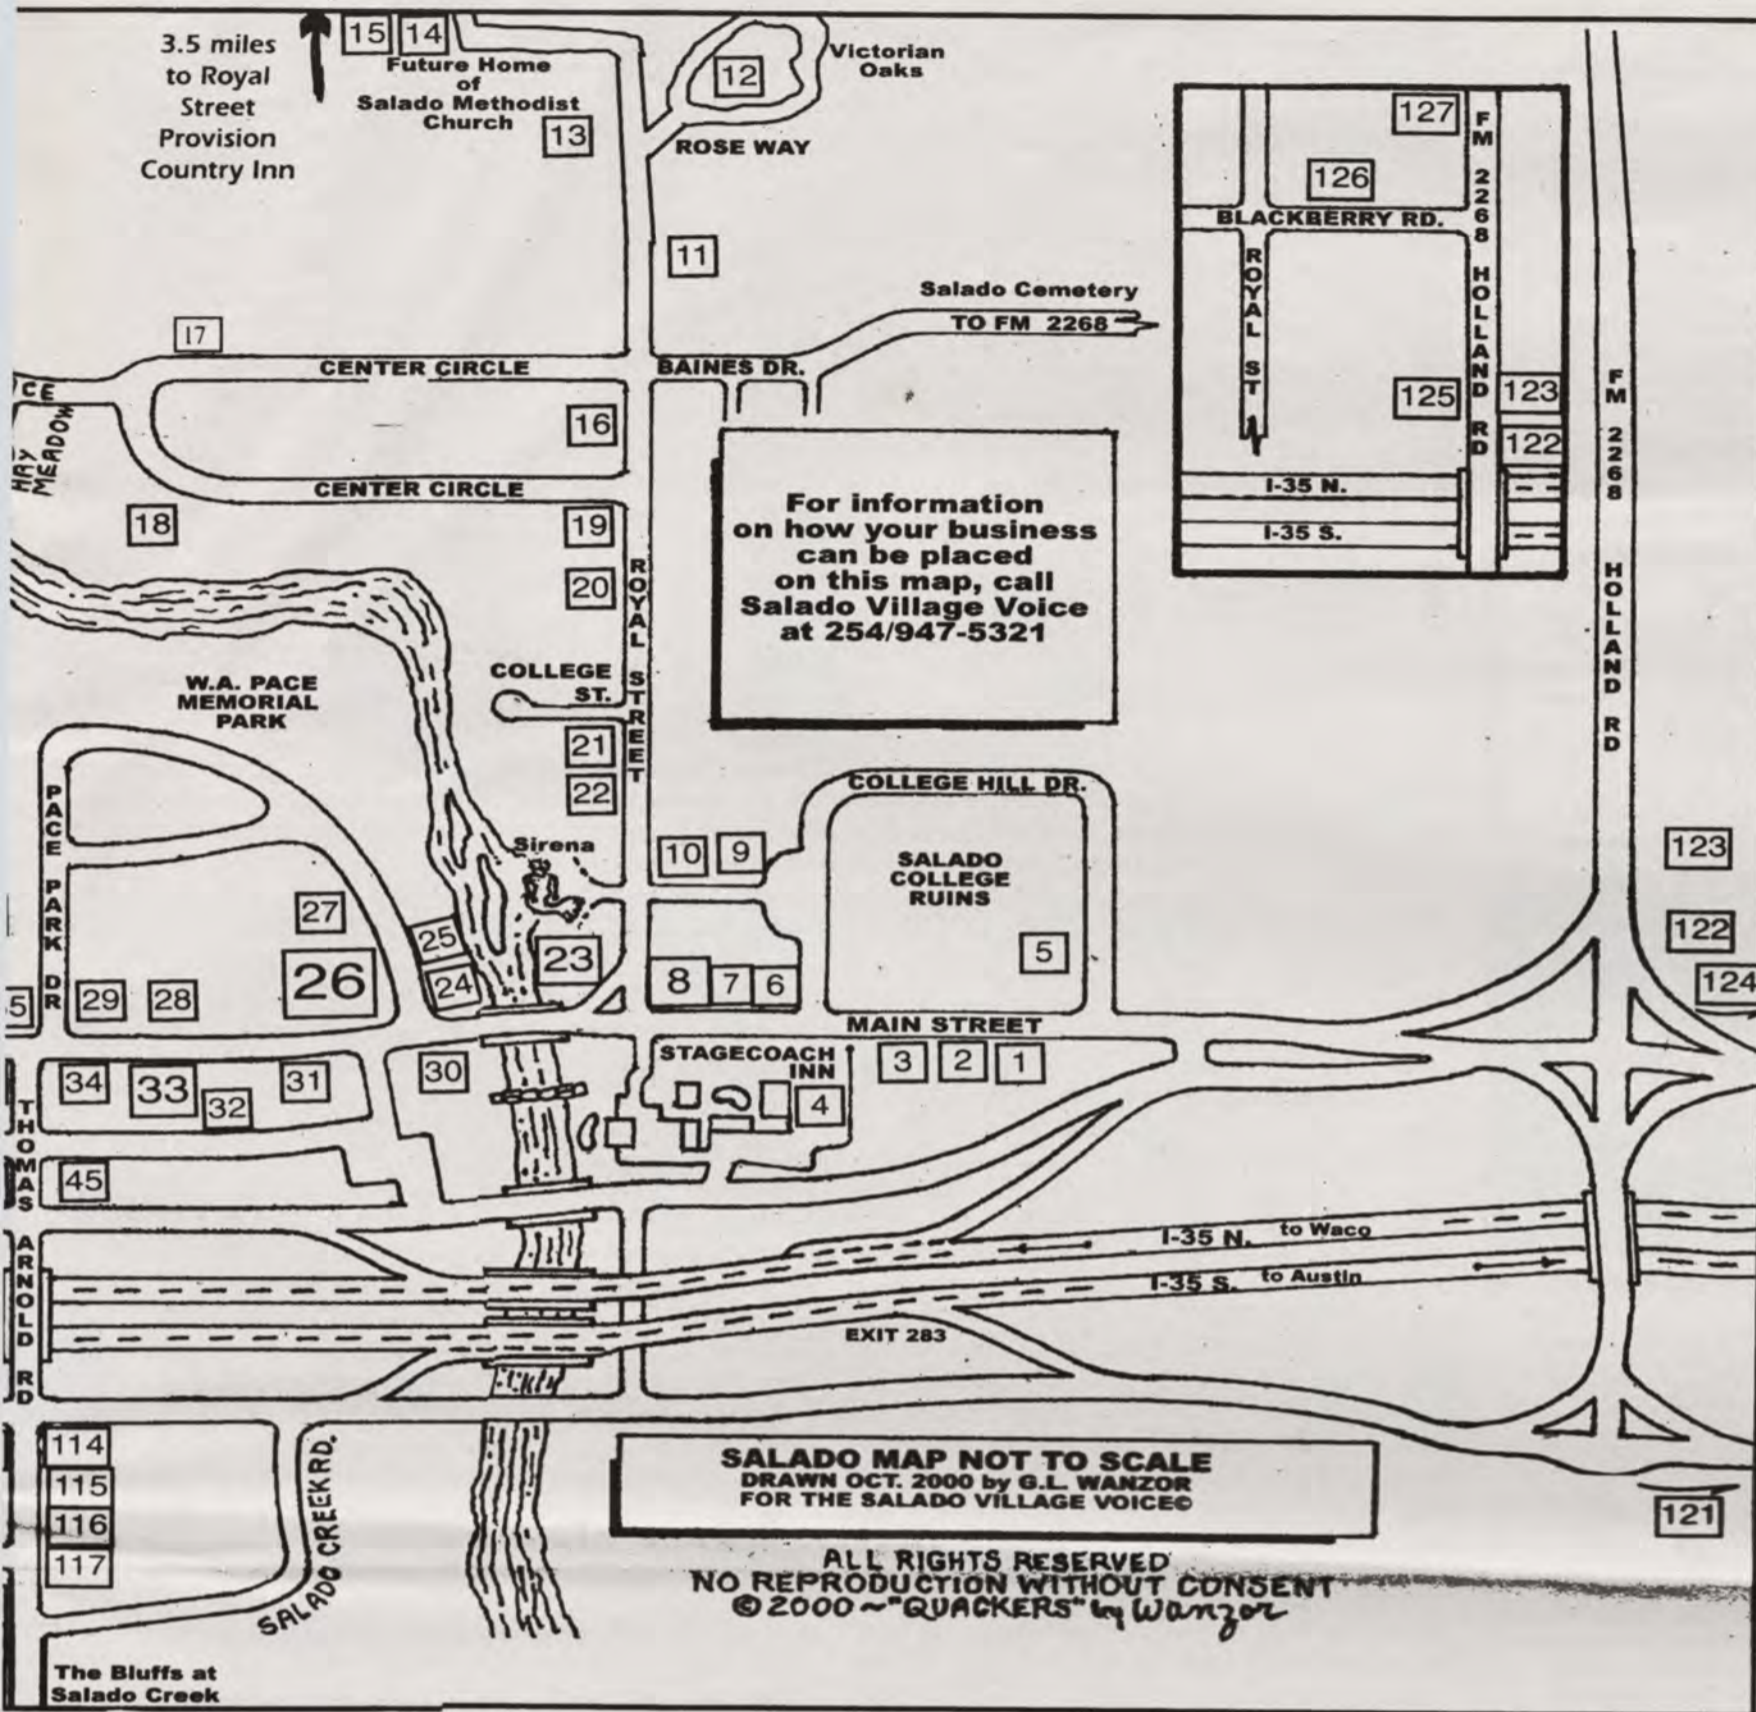 3.5 miles
to Royal
Street
Provision
Country Inn
15
14
Future Home
of
Salado Methodist
Church
13
12
Victorian
Oaks
ROSE WAY
11
Salado Cemetery
TO FM 2268
17
CENTER CIRCLE
BAINES DR.
16
CE
HAY
MEADOW
CENTER CIRCLE
18
19
20
ROYAL STREET
COLLEGE
ST.
21
22
For information
on how your business
can be placed
on this map, call
Salado Village Voice
at 254/947-5321
127
126
BLACKBERRY RD.
FM 2268 HOLLAND RD
ROYAL ST
125
123
122
I-35 N.
I-35 S.
FM 2268 HOLLAND RD
W.A. PACE
MEMORIAL
PARK
PACE PARK DR
COLLEGE HILL DR.
Sirena
10
9
SALADO
COLLEGE
RUINS
5
123
122
124
27
26
25
24
23
8
7
6
5
29
28
MAIN STREET
STAGECOACH
INN
3
2
1
4
30
34
33
32
31
45
THOMAS ARNOLD RD
I-35 N.
to Waco
I-35 S.
to Austin
EXIT 283
114
115
116
117
SALADO CREEK RD.
SALADO MAP NOT TO SCALE
DRAWN OCT. 2000 by G.L. WANZOR
FOR THE SALADO VILLAGE VOICE©
121
ALL RIGHTS RESERVED
NO REPRODUCTION WITHOUT CONSENT
©2000~"QUACKERS" by Wanzor
The Bluffs at
Salado Creek